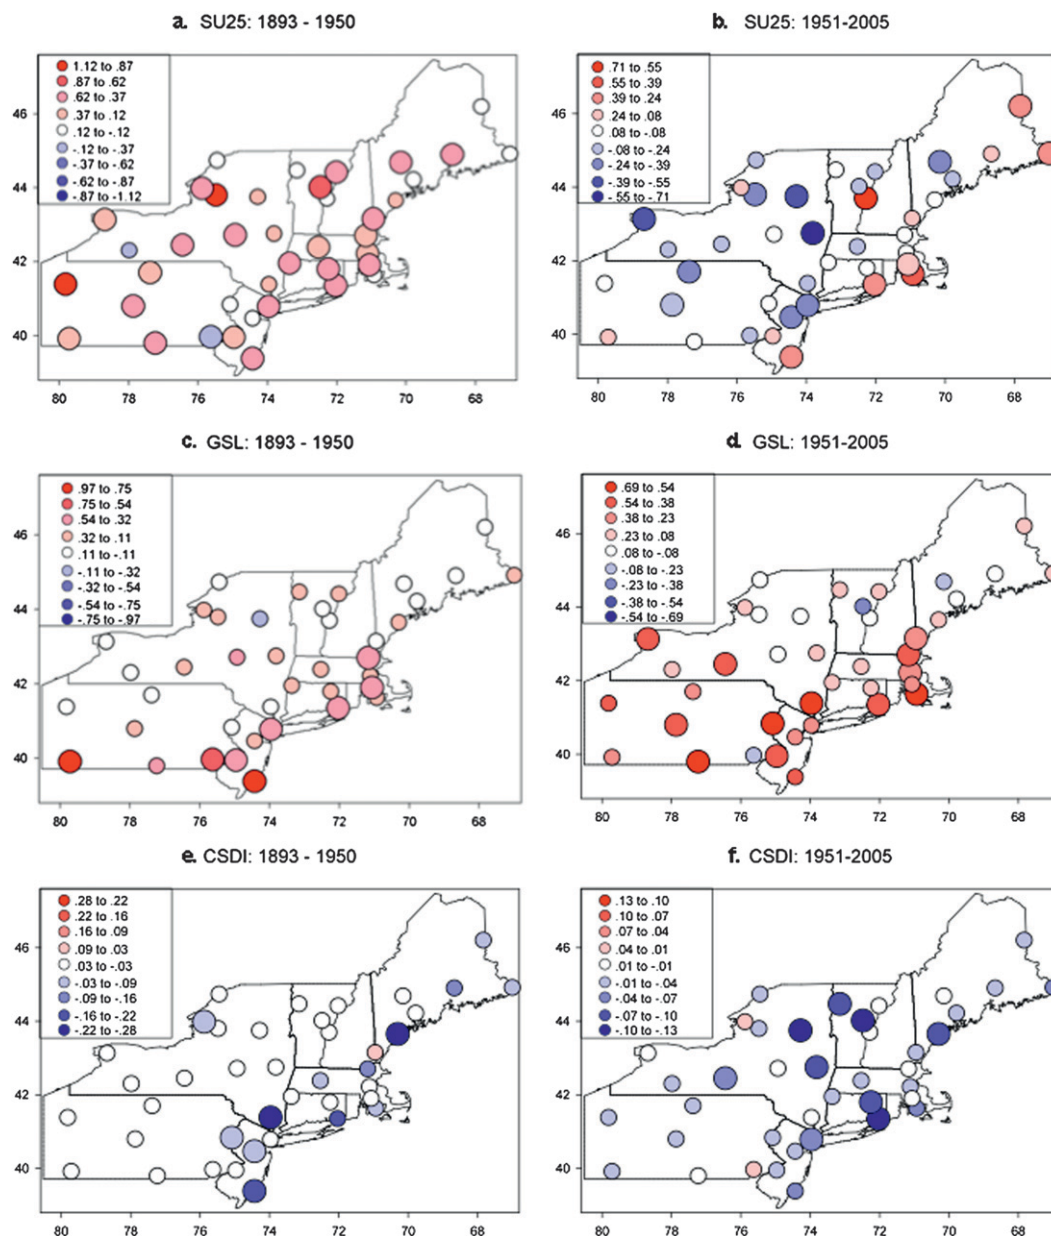 a. SU25: 1893 - 1950
1.12 to .87
.87 to .62
.62 to .37
.37 to .12
.12 to -.12
-.12 to -.37
-.37 to -.62
-.62 to -.87
-.87 to -1.12
46
44
42
40
80 78 76 74 72 70 68
b. SU25: 1951-2005
.71 to .55
.55 to .39
.39 to .24
.24 to .08
.08 to -.08
-.08 to -.24
-.24 to -.39
-.39 to -.55
-.55 to -.71
46
44
42
40
80 78 76 74 72 70 68
c. GSL: 1893 - 1950
.97 to .75
.75 to .54
.54 to .32
.32 to .11
.11 to -.11
-.11 to -.32
-.32 to -.54
-.54 to -.75
-.75 to -.97
46
44
42
40
80 78 76 74 72 70 68
d. GSL: 1951-2005
.69 to .54
.54 to .38
.38 to .23
.23 to .08
.08 to -.08
-.08 to -.23
-.23 to -.38
-.38 to -.54
-.54 to -.69
46
44
42
40
80 78 76 74 72 70 68
e. CSDI: 1893 - 1950
.28 to .22
.22 to .16
.16 to .09
.09 to .03
.03 to -.03
-.03 to -.09
-.09 to -.16
-.16 to -.22
-.22 to -.28
46
44
42
40
80 78 76 74 72 70 68
f. CSDI: 1951-2005
.13 to .10
.10 to .07
.07 to .04
.04 to .01
.01 to -.01
-.01 to -.04
-.04 to -.07
-.07 to -.10
-.10 to -.13
46
44
42
40
80 78 76 74 72 70 68